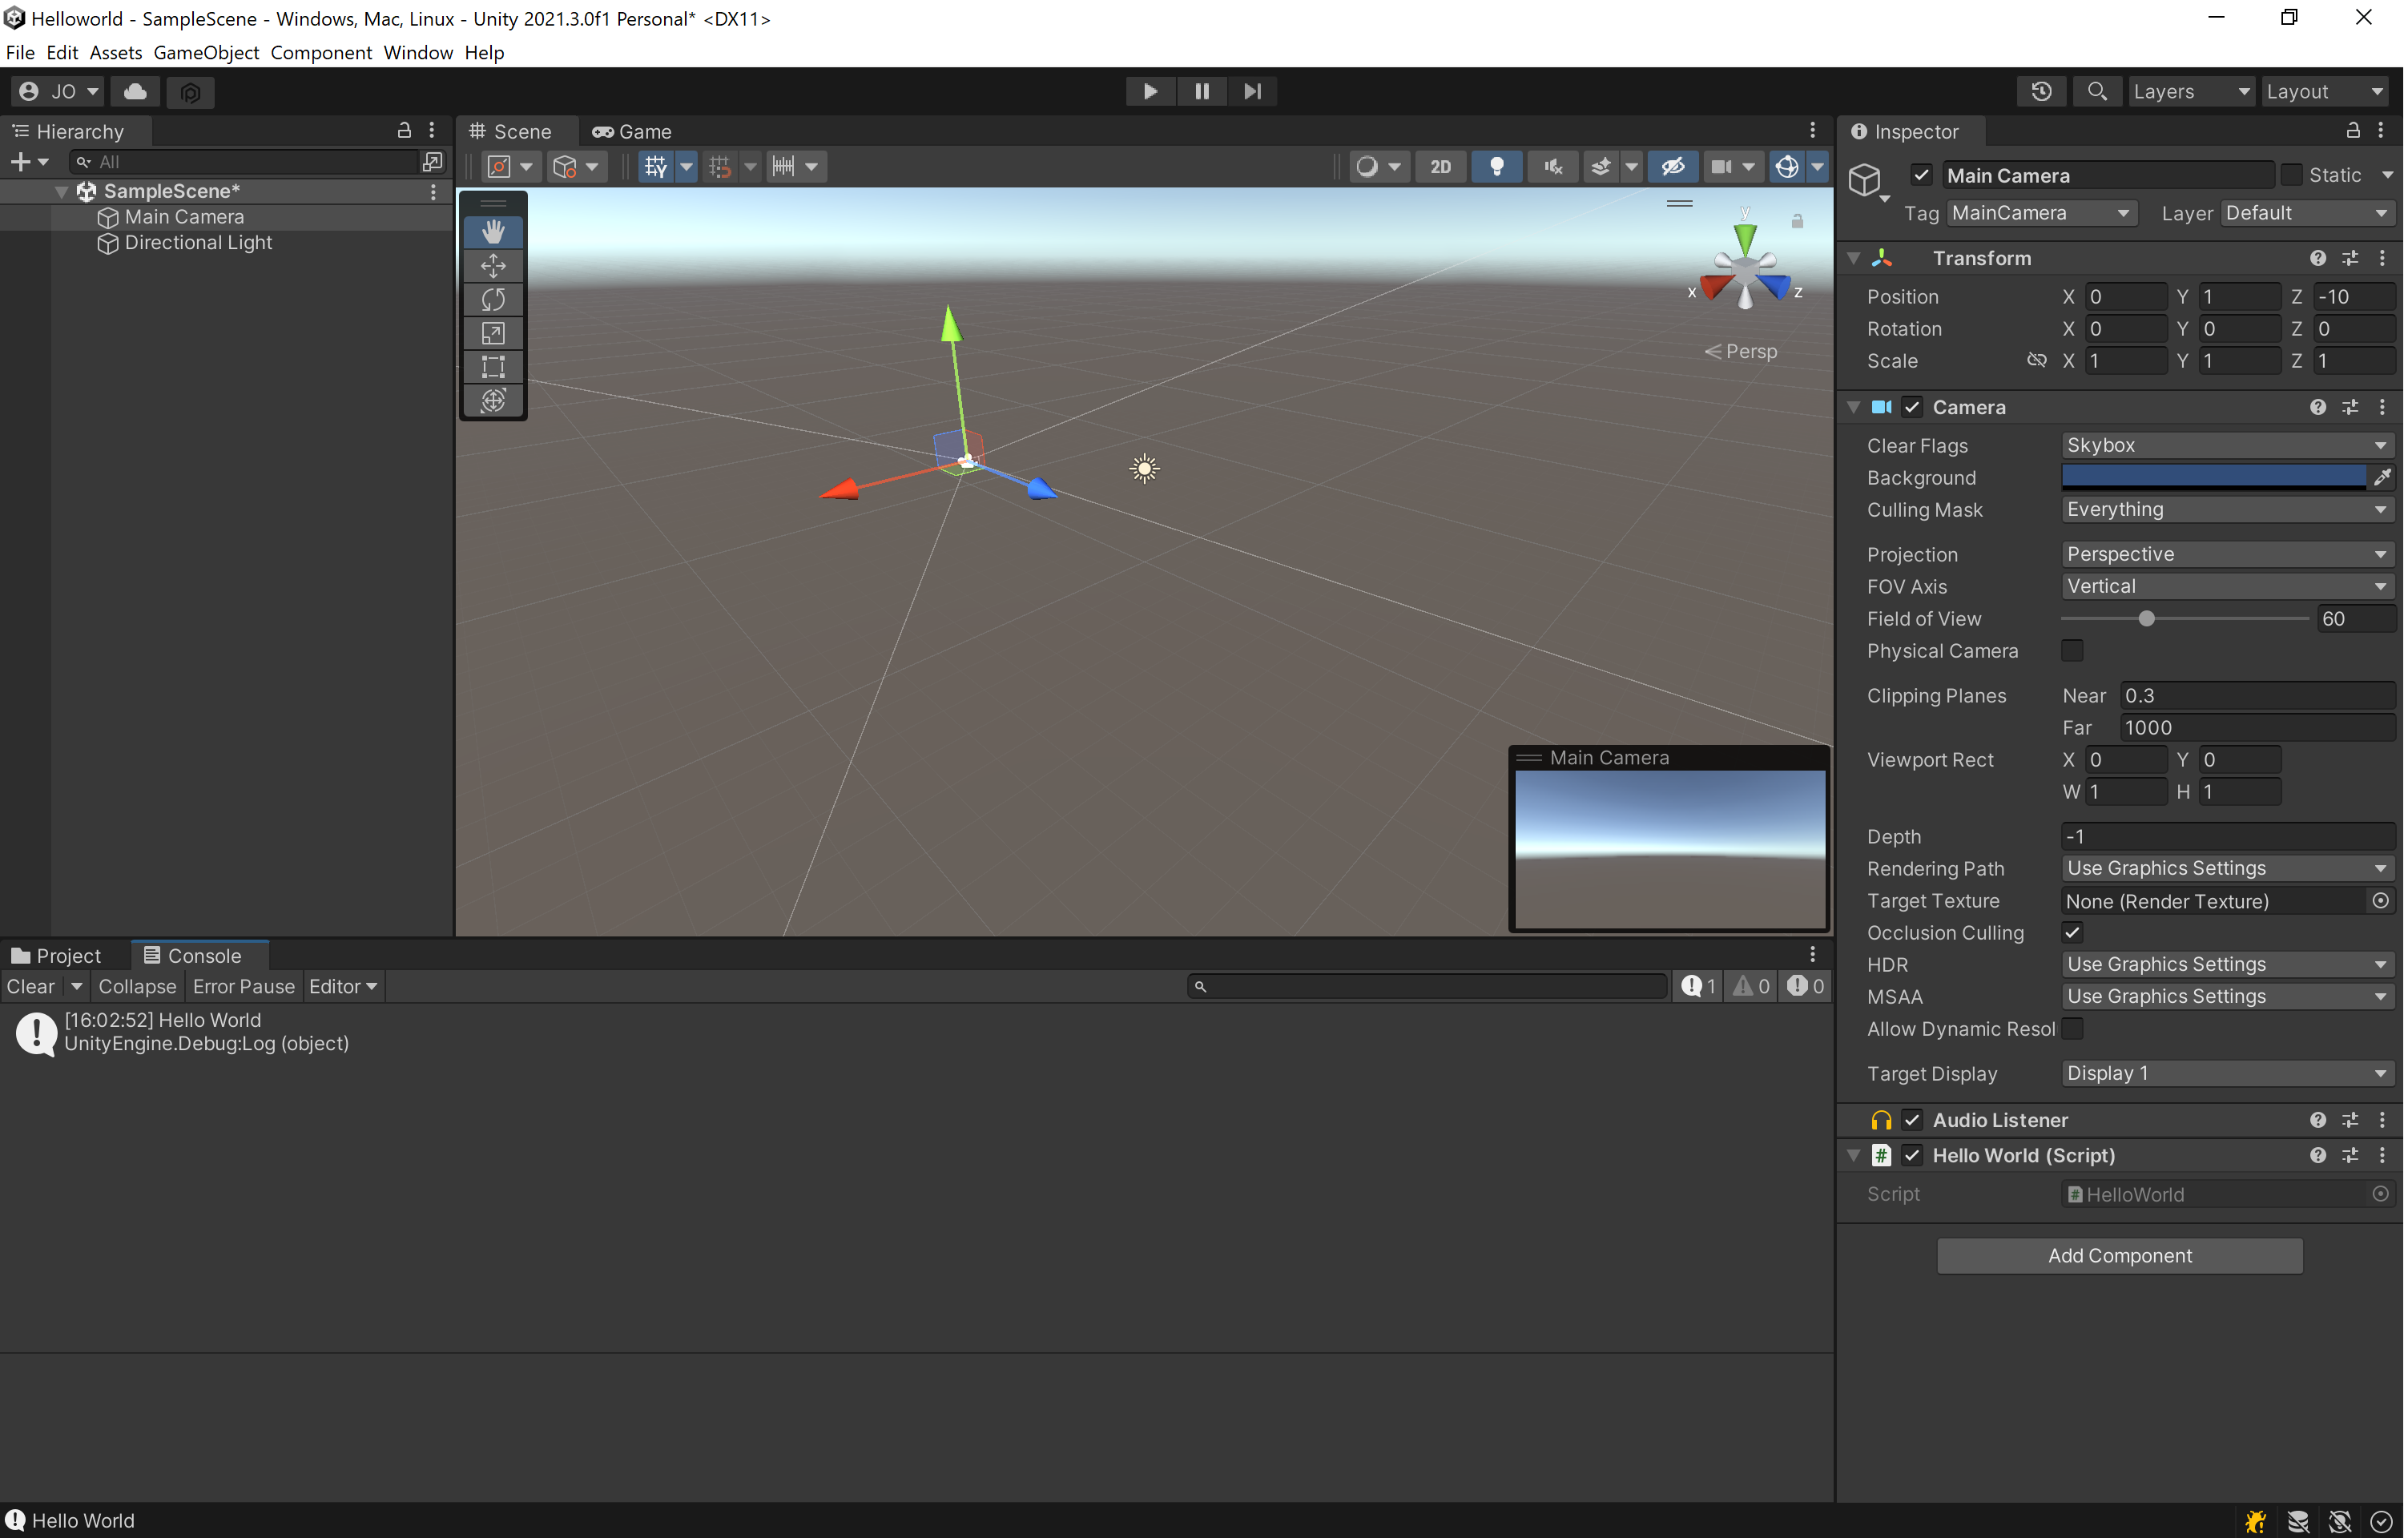 Helloworld - SampleScene - Windows, Mac, Linux - Unity 2021.3.0f1 Personal* <DX11>
File Edit Assets GameObject Component Window Help
JO Layers Layout
Hierarchy
All
SampleScene*
Main Camera
Directional Light
Scene Game
2D
y
x z
Persp
Main Camera
Project Console
Clear Collapse Error Pause Editor 1 0 0
[16:02:52] Hello World
UnityEngine.Debug:Log (object)
Inspector
Main Camera Static
Tag MainCamera Layer Default
Transform
Position X 0 Y 1 Z -10
Rotation X 0 Y 0 Z 0
Scale X 1 Y 1 Z 1
Camera
Clear Flags Skybox
Background
Culling Mask Everything
Projection Perspective
FOV Axis Vertical
Field of View 60
Physical Camera
Clipping Planes Near 0.3
Far 1000
Viewport Rect X 0 Y 0
W 1 H 1
Depth -1
Rendering Path Use Graphics Settings
Target Texture None (Render Texture)
Occlusion Culling
HDR Use Graphics Settings
MSAA Use Graphics Settings
Allow Dynamic Resol
Target Display Display 1
Audio Listener
# Hello World (Script)
Script # HelloWorld
Add Component
Hello World